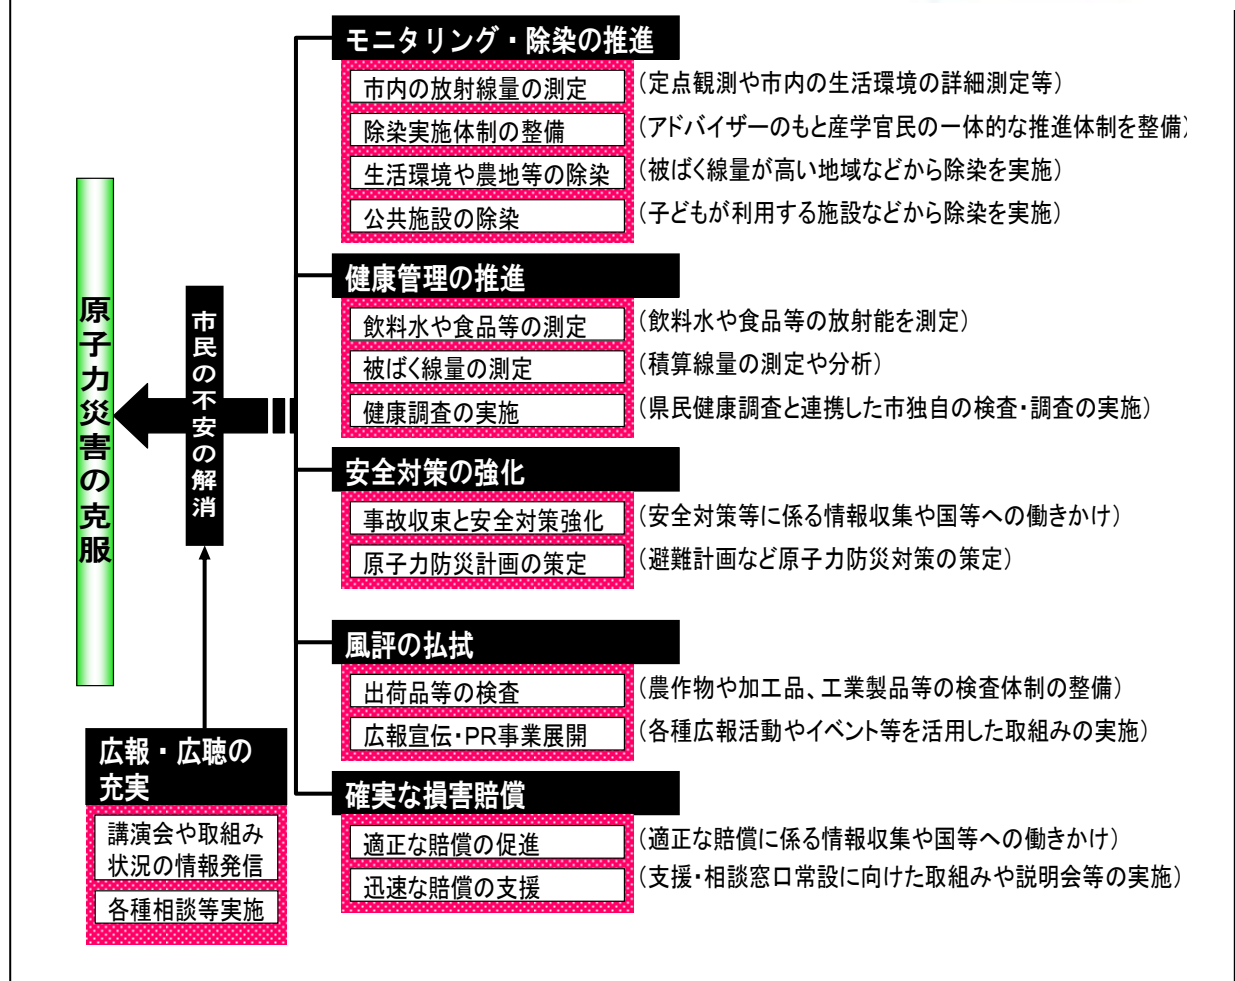 モニタリング・除染の推進
市内の放射線量の測定 (定点観測や市内の生活環境の詳細測定等)
除染実施体制の整備 (アドバイザーのもと産学官民の一体的な推進体制を整備)
生活環境や農地等の除染 (被ばく線量が高い地域などから除染を実施)
公共施設の除染 (子どもが利用する施設などから除染を実施)
健康管理の推進
飲料水や食品等の測定 (飲料水や食品等の放射能を測定)
被ばく線量の測定 (積算線量の測定や分析)
健康調査の実施 (県民健康調査と連携した市独自の検査・調査の実施)
安全対策の強化
事故収束と安全対策強化 (安全対策等に係る情報収集や国等への働きかけ)
原子力防災計画の策定 (避難計画など原子力防災対策の策定)
風評の払拭
出荷品等の検査 (農作物や加工品、工業製品等の検査体制の整備)
広報宣伝・PR事業展開 (各種広報活動やイベント等を活用した取組みの実施)
確実な損害賠償
適正な賠償の促進 (適正な賠償に係る情報収集や国等への働きかけ)
迅速な賠償の支援 (支援・相談窓口常設に向けた取組みや説明会等の実施)
市民の不安の解消
原子力災害の克服
広報・広聴の
充実
講演会や取組み
状況の情報発信
各種相談等実施